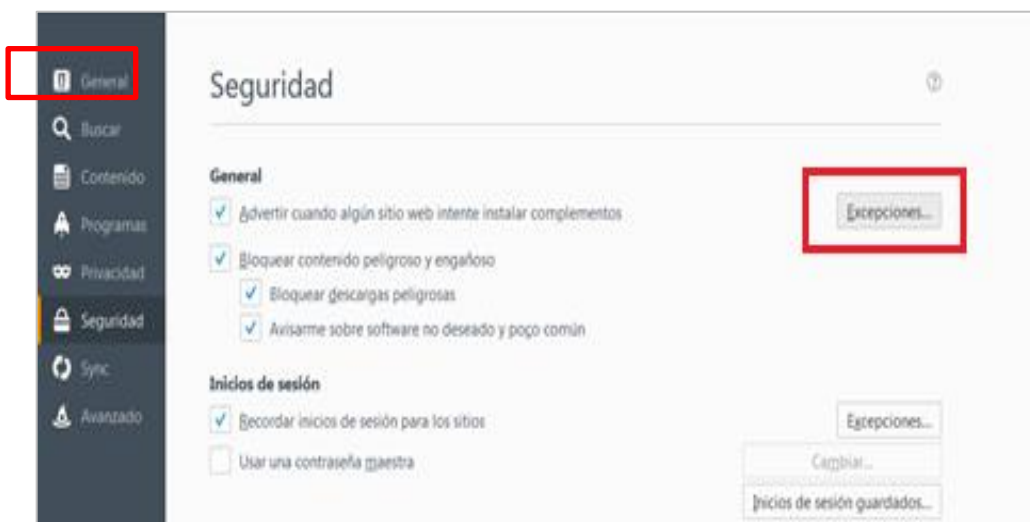 General
Buscar
Contenido
Programas
Privacidad
Seguridad
Sync
Avanzado
Seguridad
General
Advertir cuando algún sitio web intente instalar complementos
Excepciones...
Bloquear contenido peligroso y engañoso
Bloquear descargas peligrosas
Avisarme sobre software no deseado y poço común
Inicios de sesión
Recordar inicios de sesión para los sitios
Excepciones...
Usar una contraseña maestra
Cambiar...
Inicios de sesión guardados...